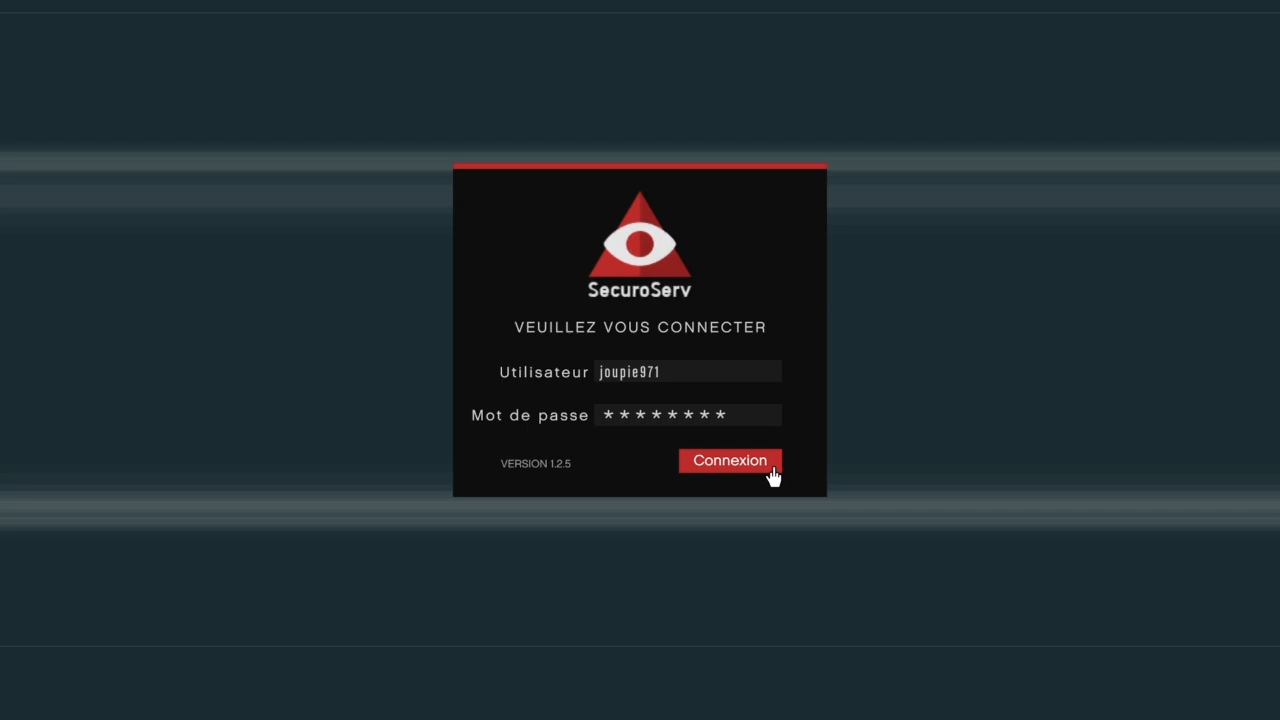 SecuroServ
VEUILLEZ VOUS CONNECTER
Utilisateur joupie971
Mot de passe ********
VERSION 1.2.5 Connexion